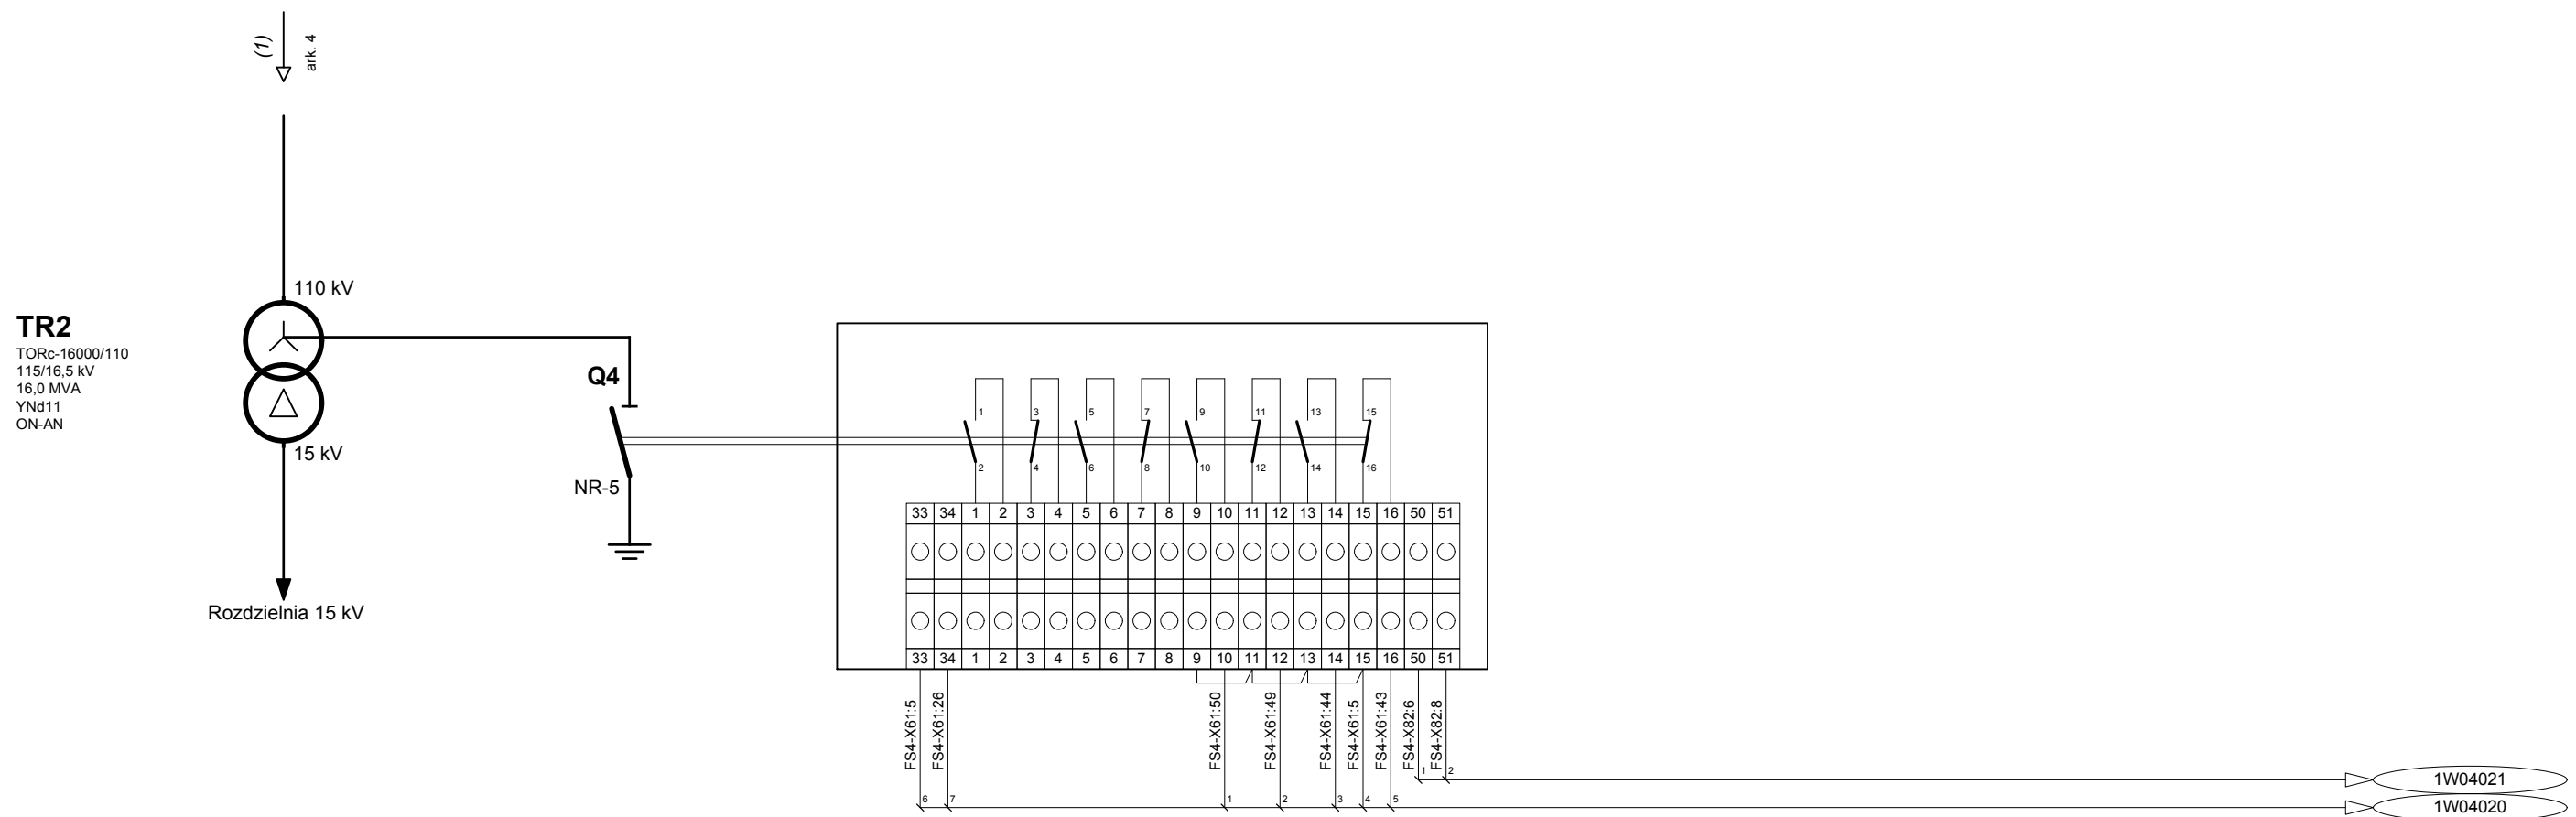 (1)
ark. 4
110 kV
TR2
TORc-16000/110
115/16,5 kV
16,0 MVA
YNd11
ON-AN
15 kV
Rozdzielnia 15 kV
Q4
NR-5
1 3 5 7 9 11 13 15
2 4 6 8 10 12 14 16
33 34 1 2 3 4 5 6 7 8 9 10 11 12 13 14 15 16 50 51
33 34 1 2 3 4 5 6 7 8 9 10 11 12 13 14 15 16 50 51
FS4-X61:5
FS4-X61:26
FS4-X61:50
FS4-X61:49
FS4-X61:44
FS4-X61:5
FS4-X61:43
FS4-X82:6
FS4-X82:8
1 2
1W04021
6 7 1 2 3 4 5
1W04020